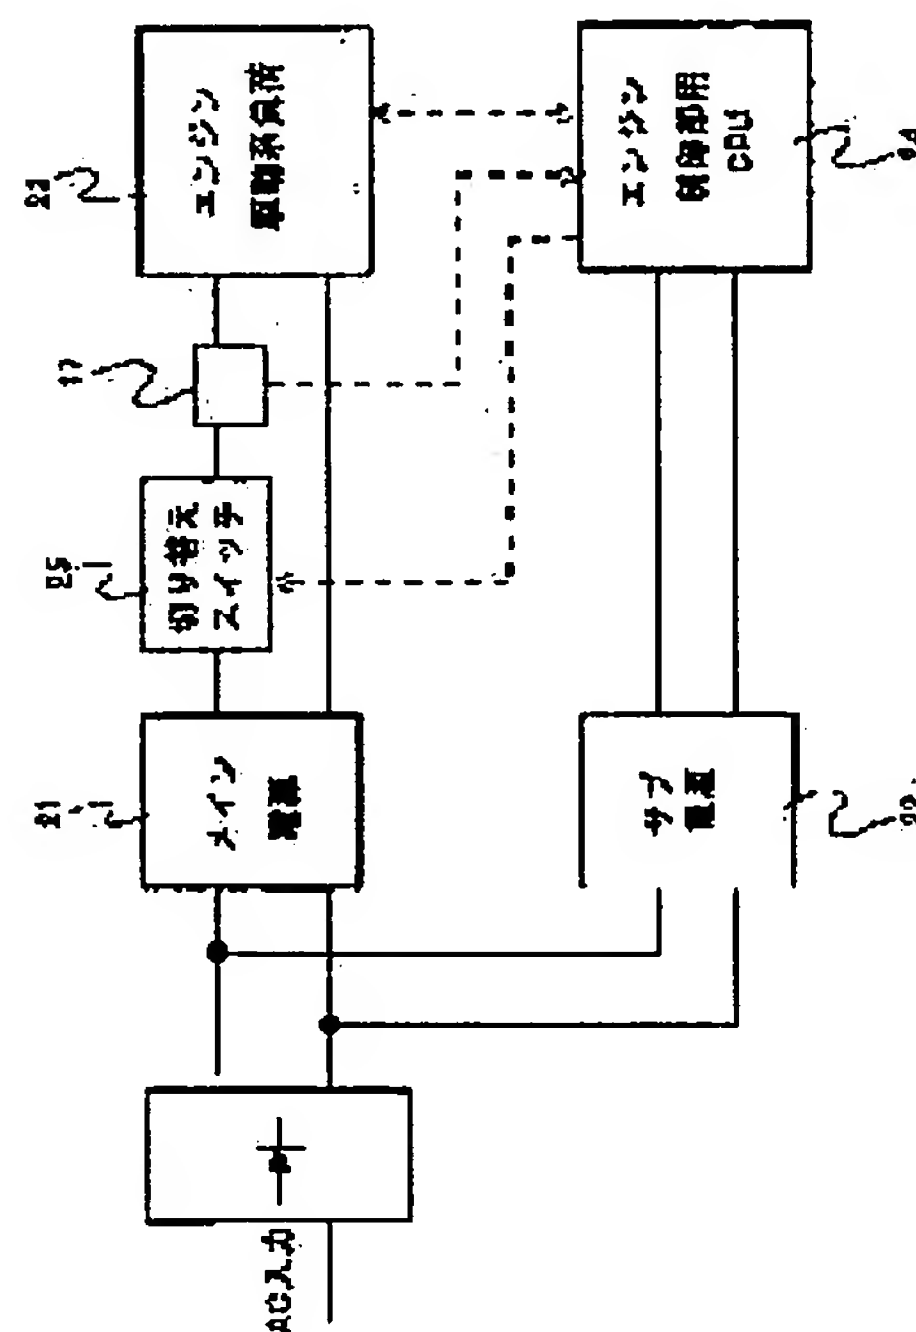 エンジン
駆動系負荷
エンジン
制御部用
CPU
17
切り替え
スイッチ
メイン
電源
サブ
電源
21
AC入力